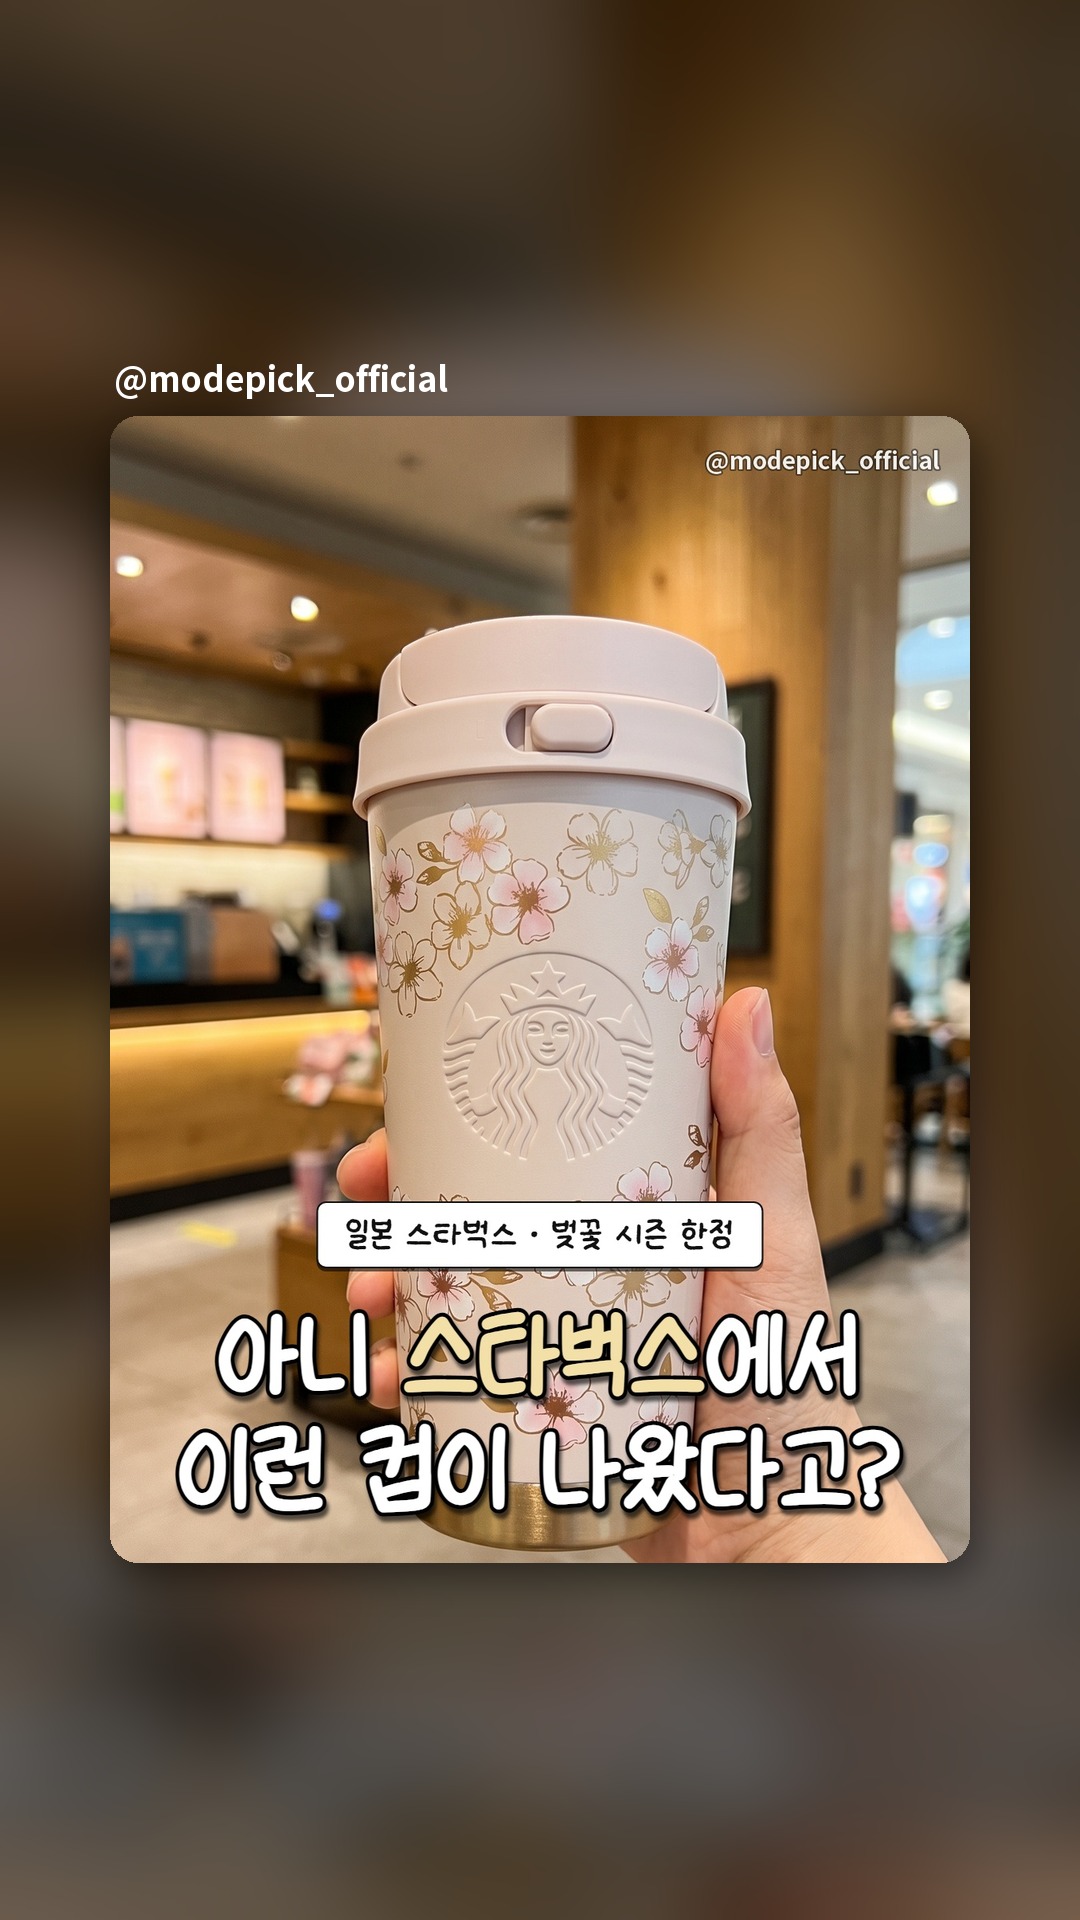 @modepick_official
@modepick_official
일본 스타벅스 · 벚꽃 시즌 한정
아니 스타벅스에서
이런 컵이 나왔다고?